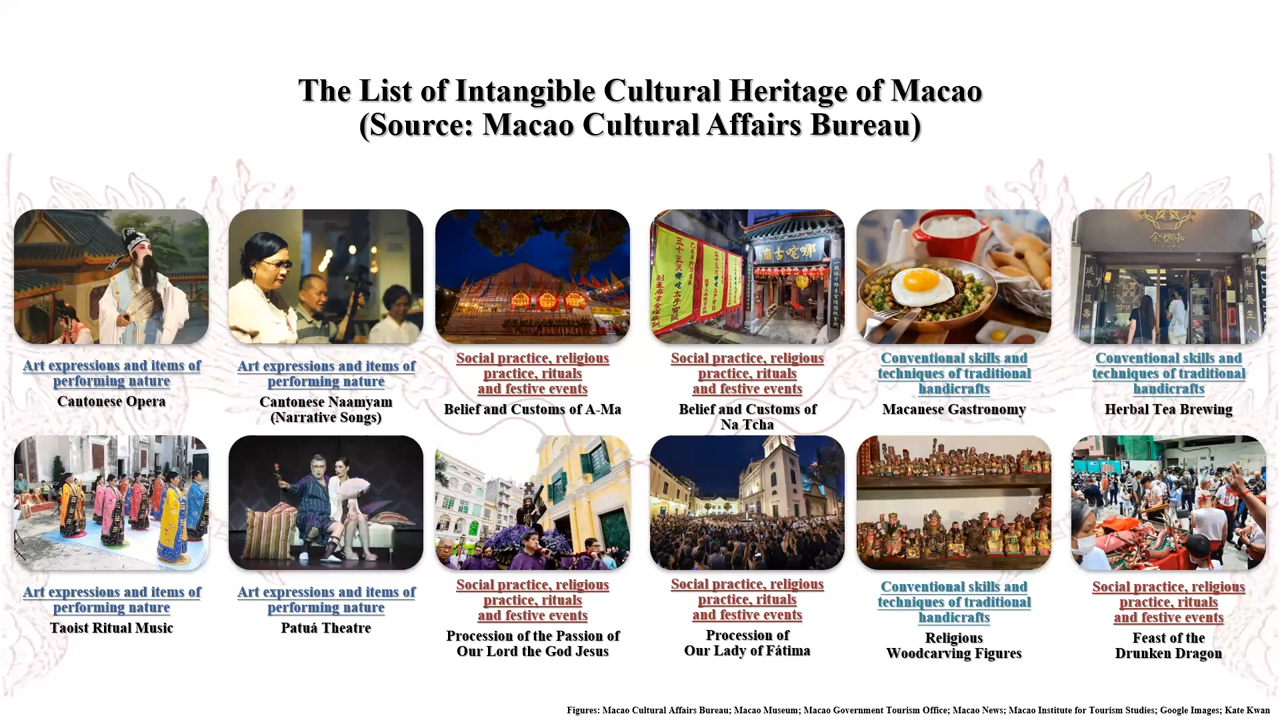 The List of Intangible Cultural Heritage of Macao
(Source: Macao Cultural Affairs Bureau)
Art expressions and items of
performing nature
Cantonese Opera
Art expressions and items of
performing nature
Cantonese Naamyam
(Narrative Songs)
Social practice, religious
practice, rituals
and festive events
Belief and Customs of A-Ma
Social practice, religious
practice, rituals
and festive events
Belief and Customs of
Na Tcha
Conventional skills and
techniques of traditional
handicrafts
Macanese Gastronomy
Conventional skills and
techniques of traditional
handicrafts
Herbal Tea Brewing
Art expressions and items of
performing nature
Taoist Ritual Music
Art expressions and items of
performing nature
Patuá Theatre
Social practice, religious
practice, rituals
and festive events
Procession of the Passion of
Our Lord the God Jesus
Social practice, religious
practice, rituals
and festive events
Procession of
Our Lady of Fátima
Conventional skills and
techniques of traditional
handicrafts
Religious
Woodcarving Figures
Social practice, religious
practice, rituals
and festive events
Feast of the
Drunken Dragon
Figures: Macao Cultural Affairs Bureau; Macao Museum; Macao Government Tourism Office; Macao News; Macao Institute for Tourism Studies; Google Images; Kate Kwan